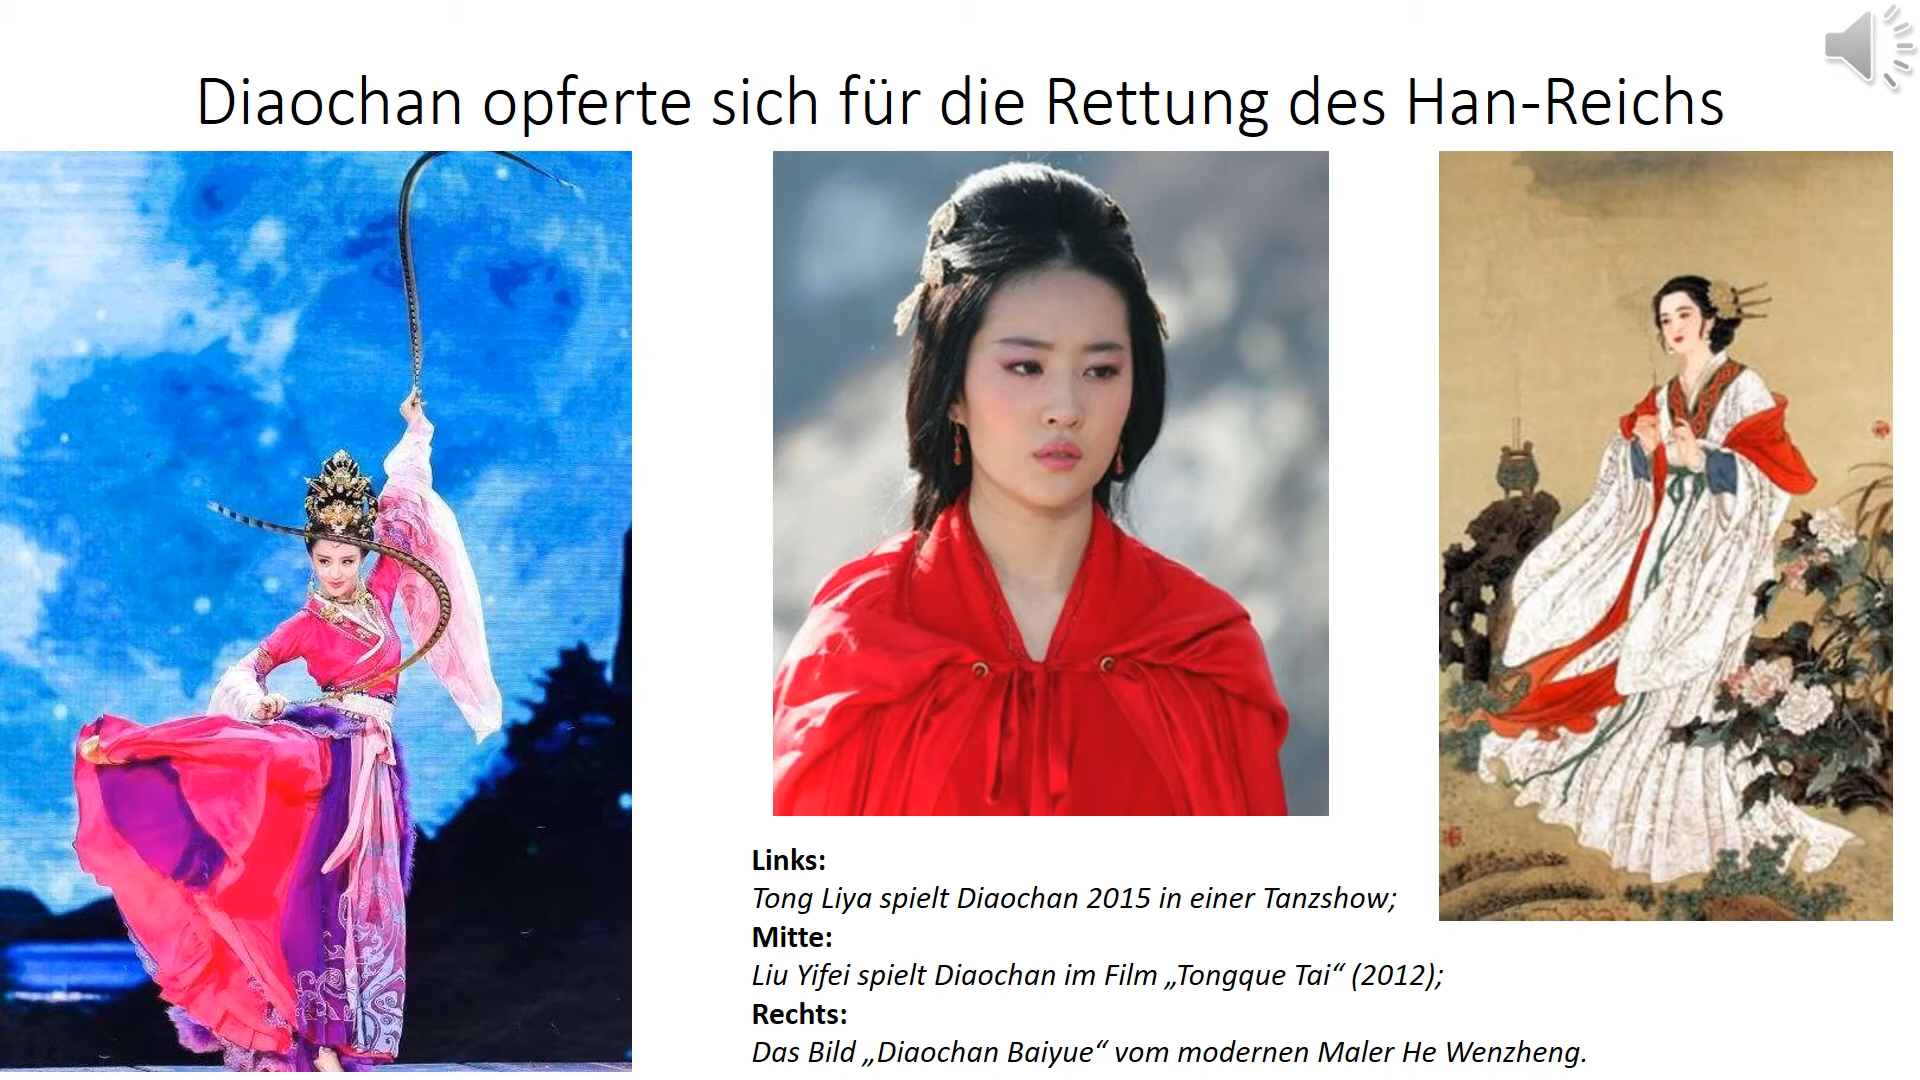 Diaochan opferte sich für die Rettung des Han-Reichs
Links:
Tong Liya spielt Diaochan 2015 in einer Tanzshow;
Mitte:
Liu Yifei spielt Diaochan im Film „Tongque Tai“ (2012);
Rechts:
Das Bild „Diaochan Baiyue“ vom modernen Maler He Wenzheng.